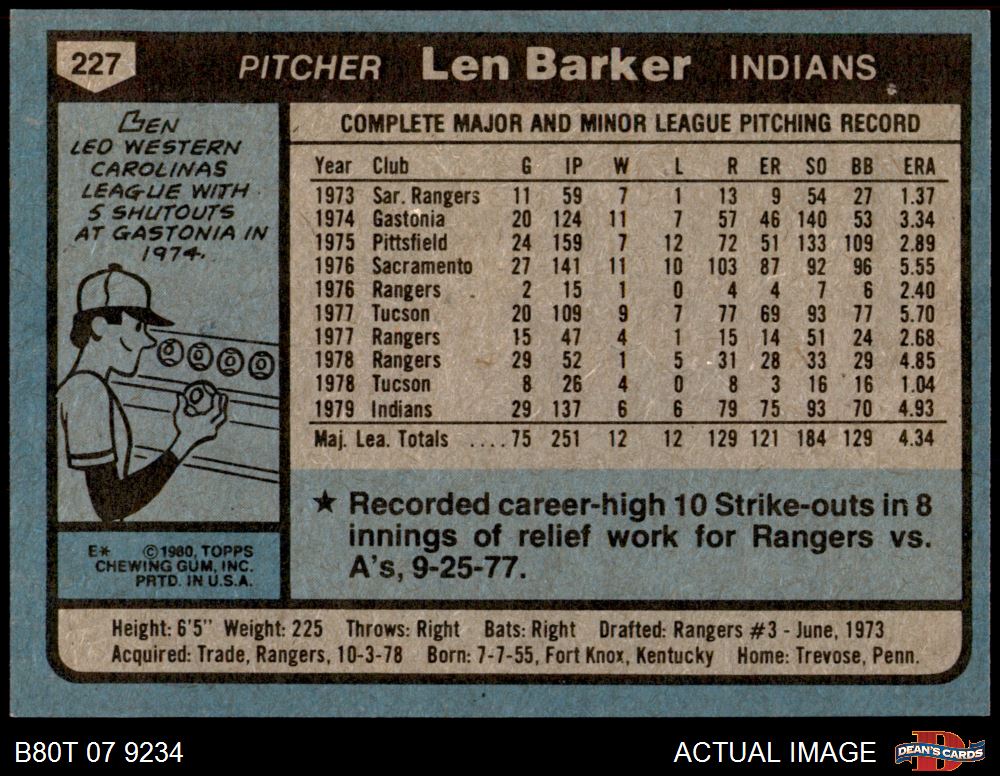 227
PITCHER Len Barker INDIANS
BEN
LED WESTERN
CAROLINAS
LEAGUE WITH
5 SHUTOUTS
AT GASTONIA IN
1974.
COMPLETE MAJOR AND MINOR LEAGUE PITCHING RECORD
Year Club G IP W L R ER SO BB ERA
1973 Sar. Rangers 11 59 7 1 13 9 54 27 1.37
1974 Gastonia 20 124 11 7 57 46 140 53 3.34
1975 Pittsfield 24 159 7 12 72 51 133 109 2.89
1976 Sacramento 27 141 11 10 103 87 92 96 5.55
1976 Rangers 2 15 1 0 4 4 7 6 2.40
1977 Tucson 20 109 9 7 77 69 93 77 5.70
1977 Rangers 15 47 4 1 15 14 51 24 2.68
1978 Rangers 29 52 1 5 31 28 33 29 4.85
1978 Tucson 8 26 4 0 8 3 16 16 1.04
1979 Indians 29 137 6 6 79 75 93 70 4.93
Maj. Lea. Totals ....75 251 12 12 129 121 184 129 4.34
★ Recorded career-high 10 Strike-outs in 8
innings of relief work for Rangers vs.
A's, 9-25-77.
E* ©1980, TOPPS
CHEWING GUM, INC.
PRTD. IN U.S.A.
Height: 6'5" Weight: 225 Throws: Right Bats: Right Drafted: Rangers #3 - June, 1973
Acquired: Trade, Rangers, 10-3-78 Born: 7-7-55, Fort Knox, Kentucky Home: Trevose, Penn.
B80T 07 9234
ACTUAL IMAGE
DEAN'S CARDS